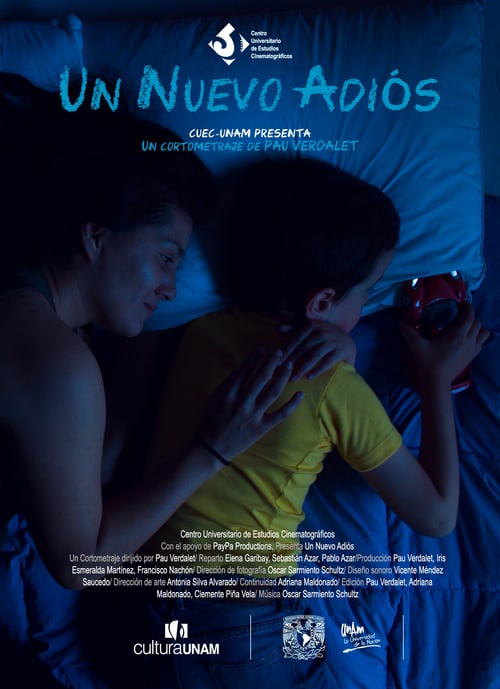 Centro
Universitario
de Estudios
Cinematográficos
UN NUEVO ADIÓS
CUEC-UNAM PRESENTA
UN CORTOMETRAJE DE PAU VERDALET
Centro Universitario de Estudios Cinematográficos
Con el apoyo de PayPa Productions, Presenta Un Nuevo Adiós
Un Cortometraje dirijido por Pau Verdalet/ Reparto Elena Garibay, Sebastián Azar, Pablo Azar/Producción Pau Verdalet, Iris
Esmeralda Martínez, Francisco Nachón/ Dirección de fotografía Oscar Sarmiento Schultz/ Diseño sonoro Vicente Méndez
Saucedo/ Dirección de arte Antonia Silva Alvarado/ Continuidad Adriana Maldonado/ Edición Pau Verdalet, Adriana
Maldonado, Clemente Piña Vela/ Música Oscar Sarmiento Schultz
culturaUNAM
UNAM
La Universidad
de la Nación